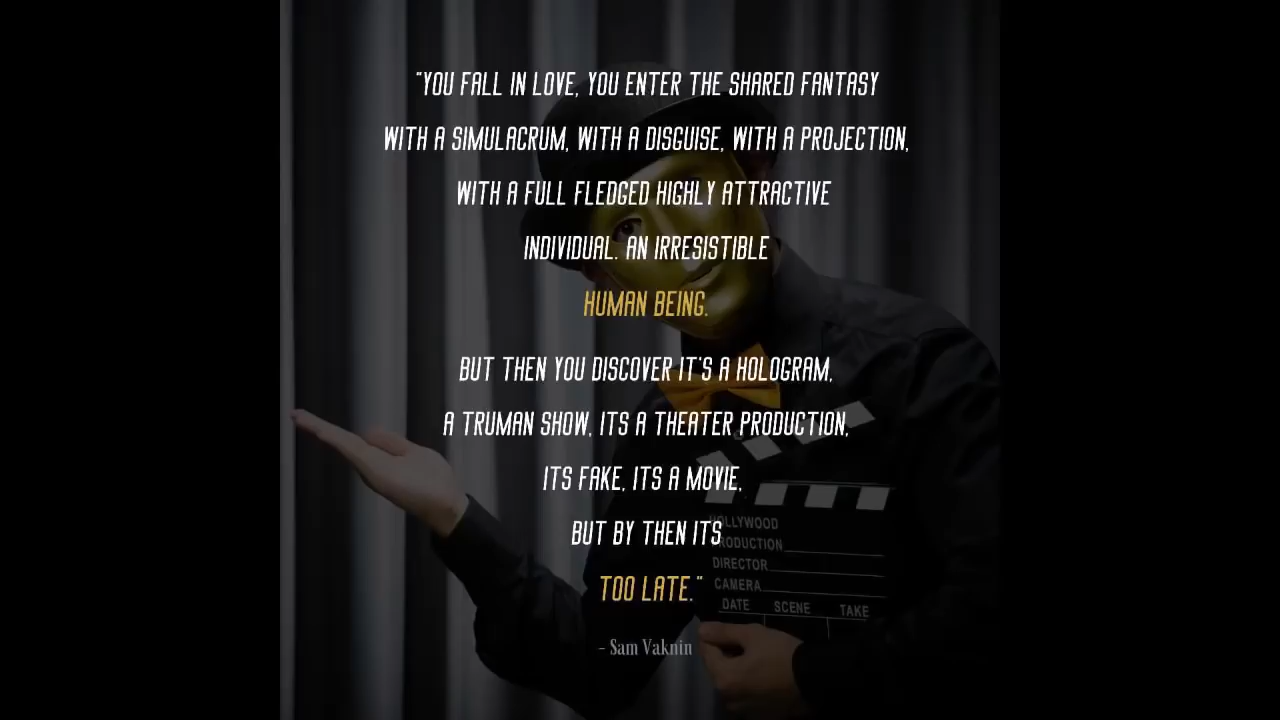 "YOU FALL IN LOVE, YOU ENTER THE SHARED FANTASY
WITH A SIMULACRUM, WITH A DISGUISE, WITH A PROJECTION,
WITH A FULL FLEDGED HIGHLY ATTRACTIVE
INDIVIDUAL. AN IRRESISTIBLE
HUMAN BEING.
BUT THEN YOU DISCOVER IT'S A HOLOGRAM,
A TRUMAN SHOW, ITS A THEATER PRODUCTION,
ITS FAKE, ITS A MOVIE,
BUT BY THEN ITS
TOO LATE."
- Sam Vaknin
HOLLYWOOD
PRODUCTION
DIRECTOR
CAMERA
DATE SCENE TAKE